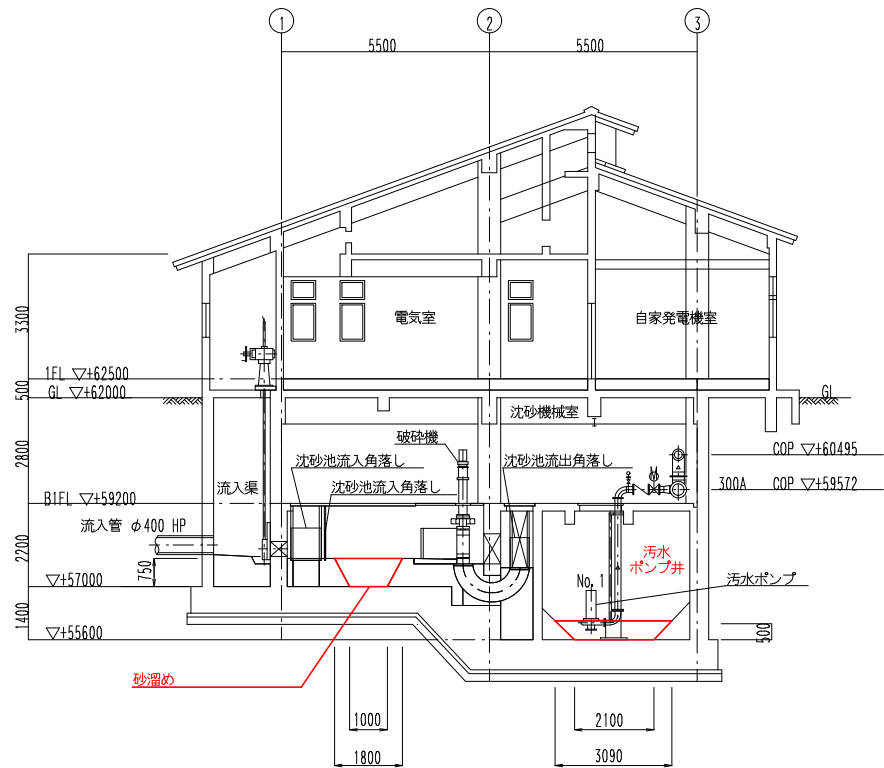 1
2
3
5500
5500
3300
電気室
自家発電機室
1FL ▽+62500
500
GL ▽+62000
GL
沈砂機械室
破砕機
2800
COP ▽+60495
沈砂池流入角落し
沈砂池流出角落し
流入渠
沈砂池流入角落し
300A
COP ▽+59572
B1FL ▽+59200
流入管 φ400 HP
2200
汚水
ポンプ井
750
▽+57000
No, 1
汚水ポンプ
1400
▽+55600
500
砂溜め
1000
2100
1800
3090